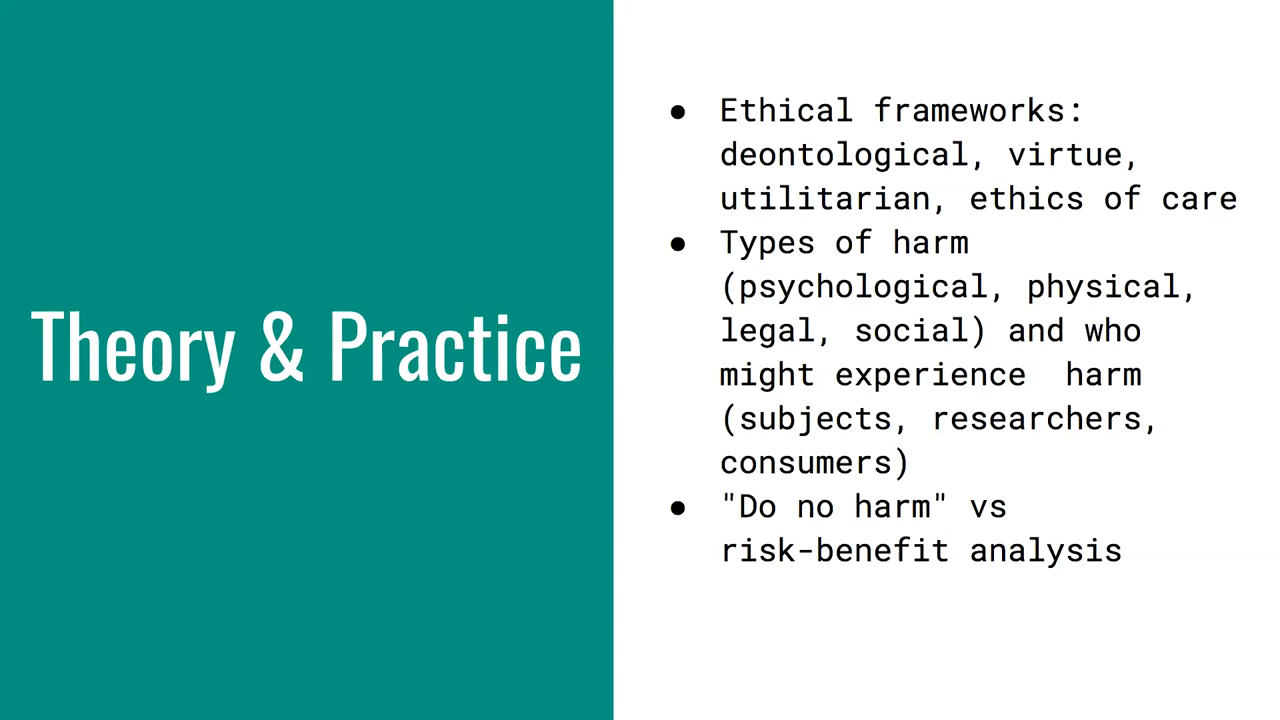 Theory & Practice
● Ethical frameworks:
deontological, virtue,
utilitarian, ethics of care
● Types of harm
(psychological, physical,
legal, social) and who
might experience  harm
(subjects, researchers,
consumers)
● "Do no harm" vs
risk-benefit analysis